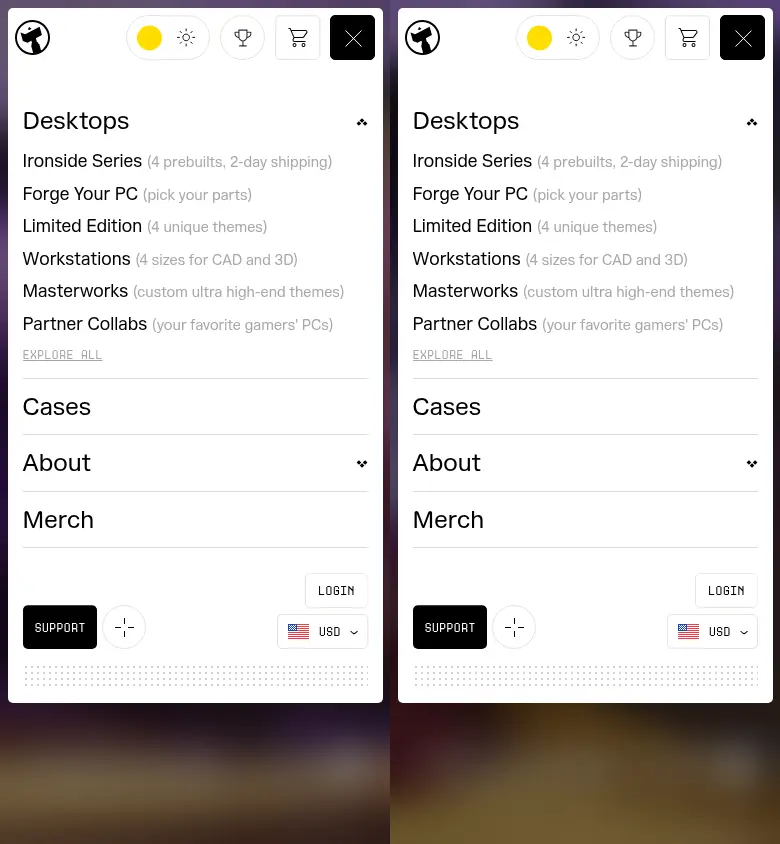 Desktops
Ironside Series (4 prebuilts, 2-day shipping)
Forge Your PC (pick your parts)
Limited Edition (4 unique themes)
Workstations (4 sizes for CAD and 3D)
Masterworks (custom ultra high-end themes)
Partner Collabs (your favorite gamers' PCs)
EXPLORE ALL
Cases
About
Merch
LOGIN
SUPPORT
USD
Desktops
Ironside Series (4 prebuilts, 2-day shipping)
Forge Your PC (pick your parts)
Limited Edition (4 unique themes)
Workstations (4 sizes for CAD and 3D)
Masterworks (custom ultra high-end themes)
Partner Collabs (your favorite gamers' PCs)
EXPLORE ALL
Cases
About
Merch
LOGIN
SUPPORT
USD